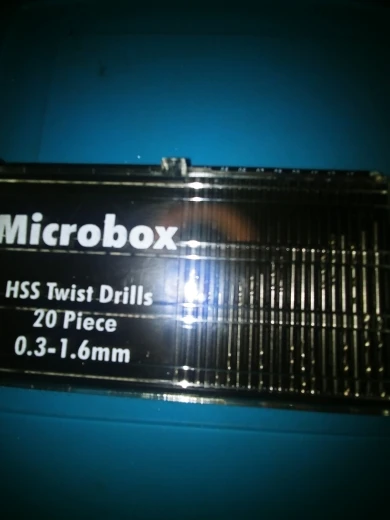 Microbox
HSS Twist Drills
20 Piece
0.3-1.6mm